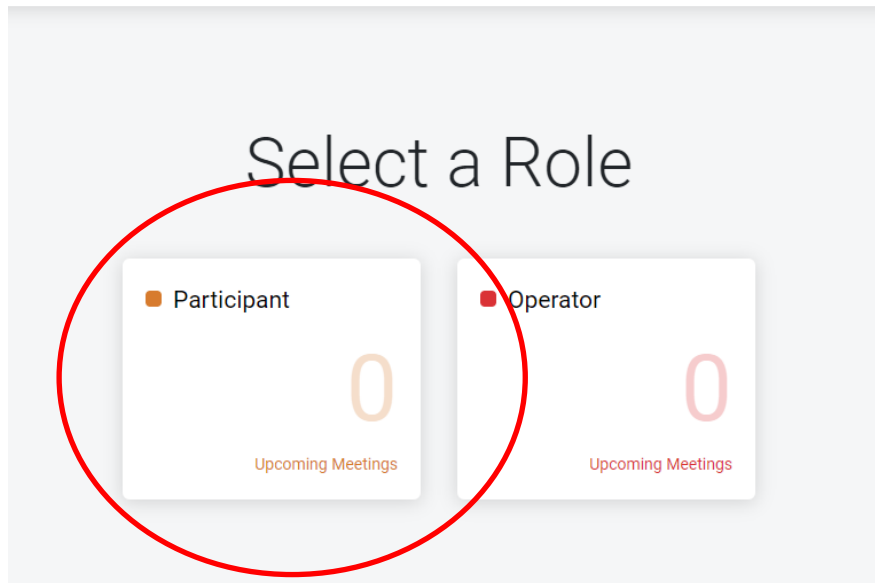 Select a Role
Participant
0
Upcoming Meetings
Operator
0
Upcoming Meetings